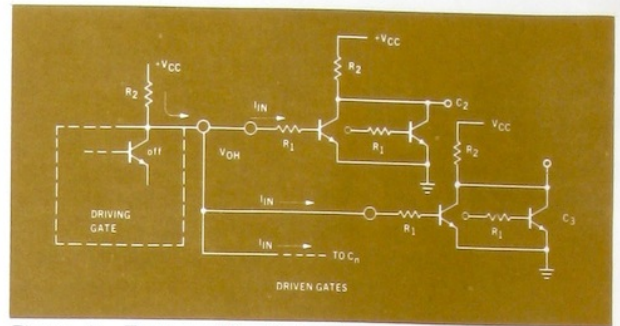 +VCC
R2
+VCC
R2
IIN
C2
VCC
R1
R1
R2
off
VOH
DRIVING
GATE
IIN
R1
R1
C3
IIN
TO Cn
DRIVEN GATES